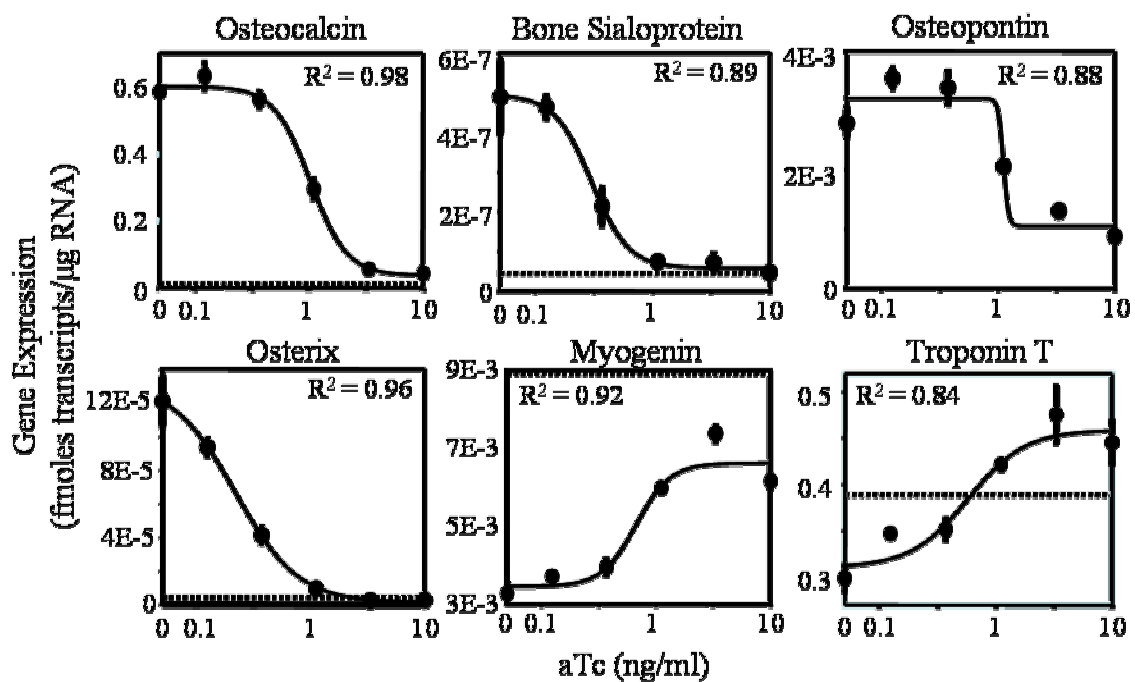 Osteocalcin
Bone Sialoprotein
Osteopontin
R² = 0.98
0.6
0.4
0.2
0
0 0.1 1 10
R² = 0.89
6E-7
4E-7
2E-7
0
0 0.1 1 10
R² = 0.88
4E-3
2E-3
0
0 0.1 1 10
Gene Expression
(fmoles transcripts/µg RNA)
Osterix
Myogenin
Troponin T
R² = 0.96
12E-5
8E-5
4E-5
0
0 0.1 1 10
R² = 0.92
9E-3
7E-3
5E-3
3E-3
0 0.1 1 10
R² = 0.84
0.5
0.4
0.3
0 0.1 1 10
aTc (ng/ml)